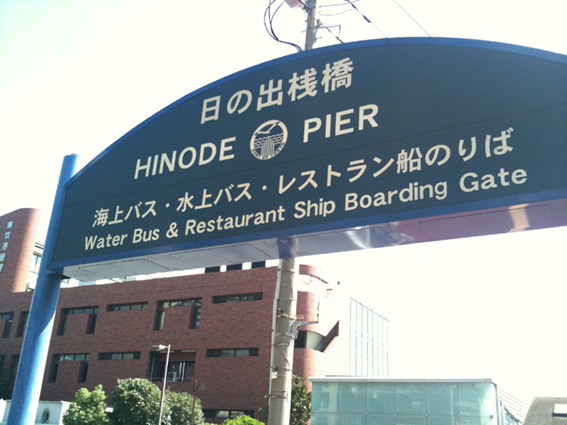 日の出桟橋
HINODE PIER
海上バス・水上バス・レストラン船のりば
Water Bus & Restaurant Ship Boarding Gate